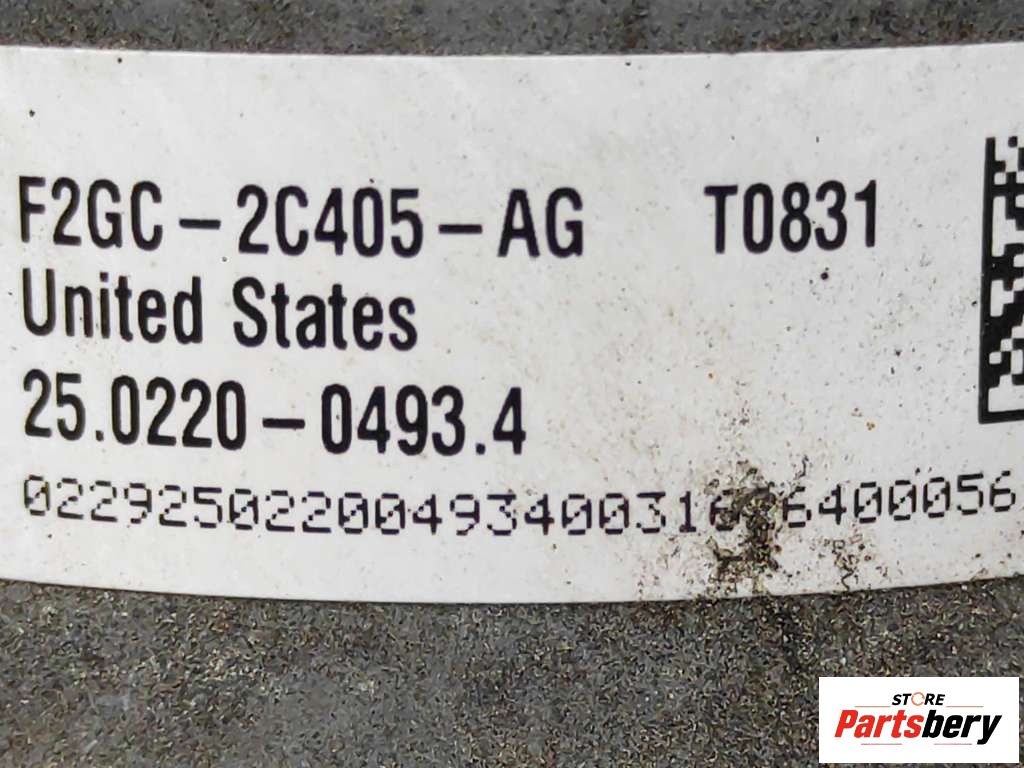 F2GC-2C405-AG T0831
United States
25.0220-0493.4
STORE
Partsbery